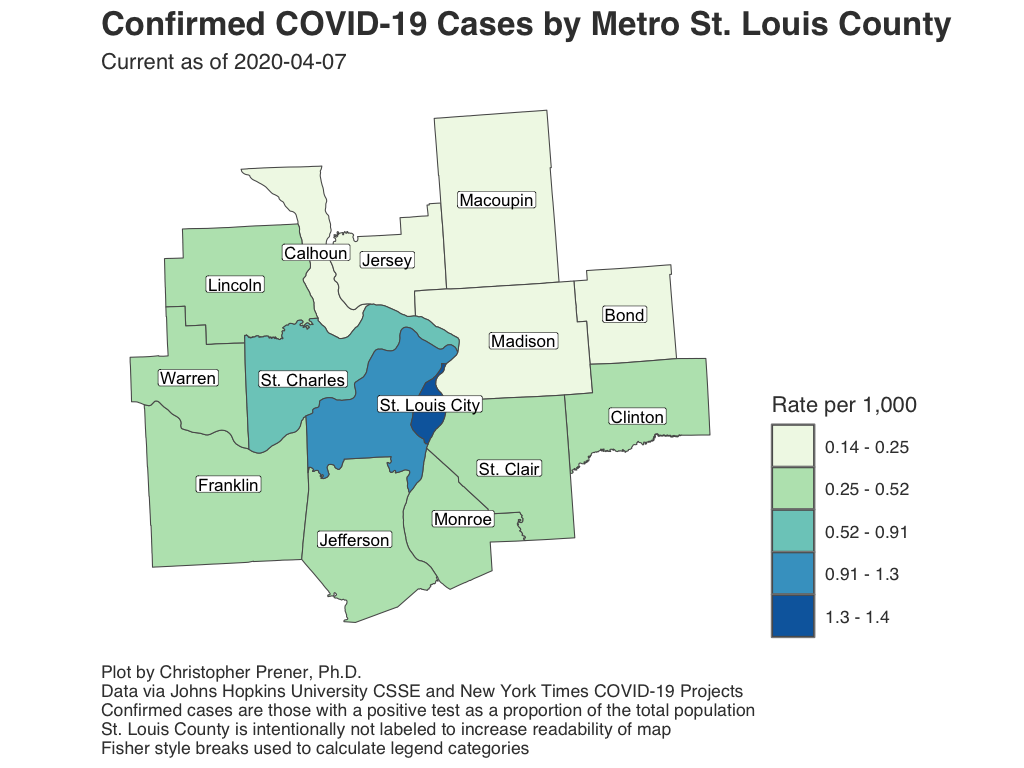 Confirmed COVID-19 Cases by Metro St. Louis County
Current as of 2020-04-07
Macoupin
Calhoun
Jersey
Lincoln
Bond
Madison
Warren
St. Charles
St. Louis City
Clinton
St. Clair
Franklin
Monroe
Jefferson
Rate per 1,000
0.14 - 0.25
0.25 - 0.52
0.52 - 0.91
0.91 - 1.3
1.3 - 1.4
Plot by Christopher Prener, Ph.D.
Data via Johns Hopkins University CSSE and New York Times COVID-19 Projects
Confirmed cases are those with a positive test as a proportion of the total population
St. Louis County is intentionally not labeled to increase readability of map
Fisher style breaks used to calculate legend categories